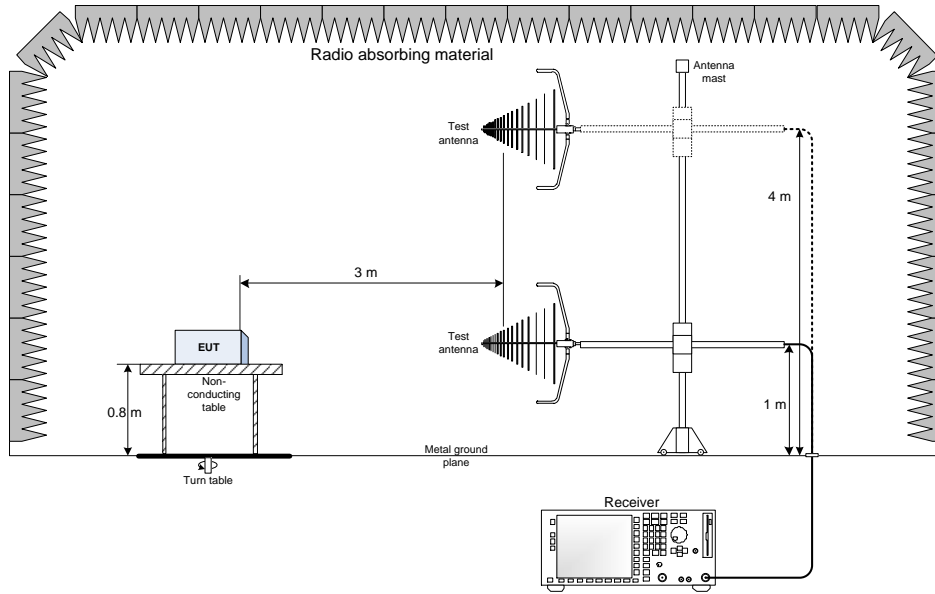 Radio absorbing material
Antenna
mast
Test
antenna
4 m
3 m
EUT
Test
antenna
Non-
conducting
table
0.8 m
1 m
Metal ground
plane
Turn table
Receiver